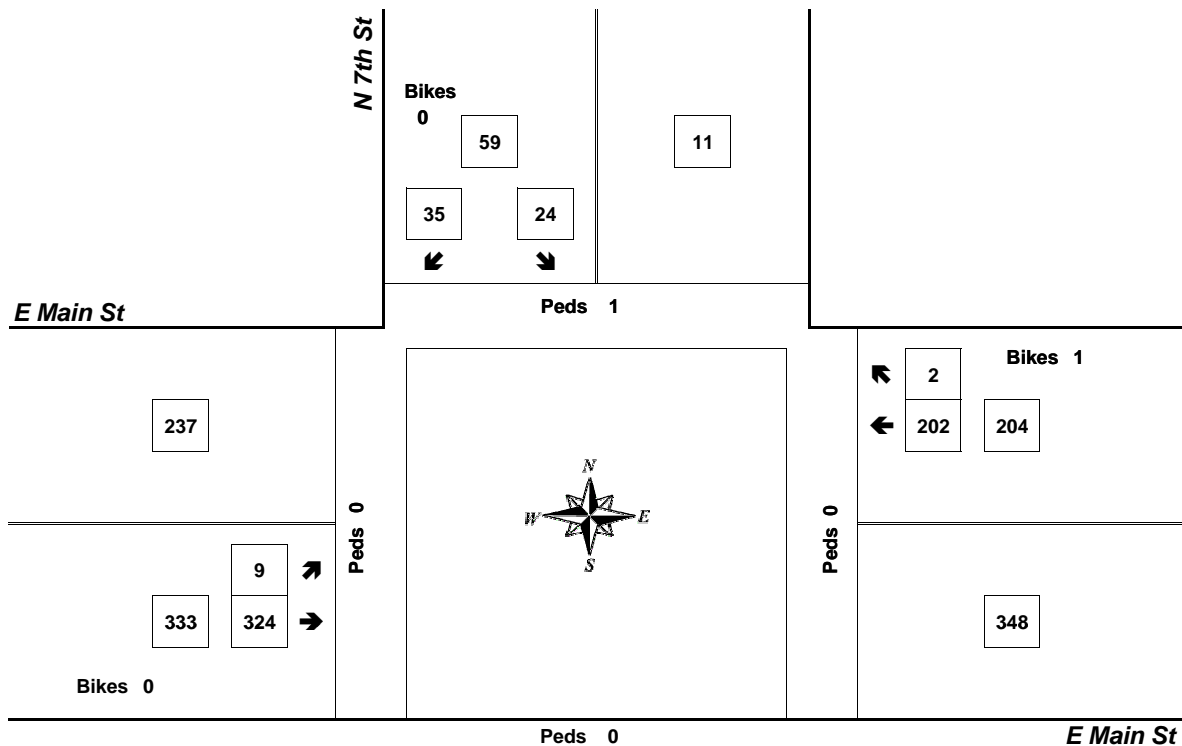 N 7th St
Bikes
0
59
11
35
24
E Main St
Peds 1
Bikes 1
2
237
202
204
N
W
E
S
Peds 0
Peds 0
9
333
324
348
Bikes 0
Peds 0
E Main St